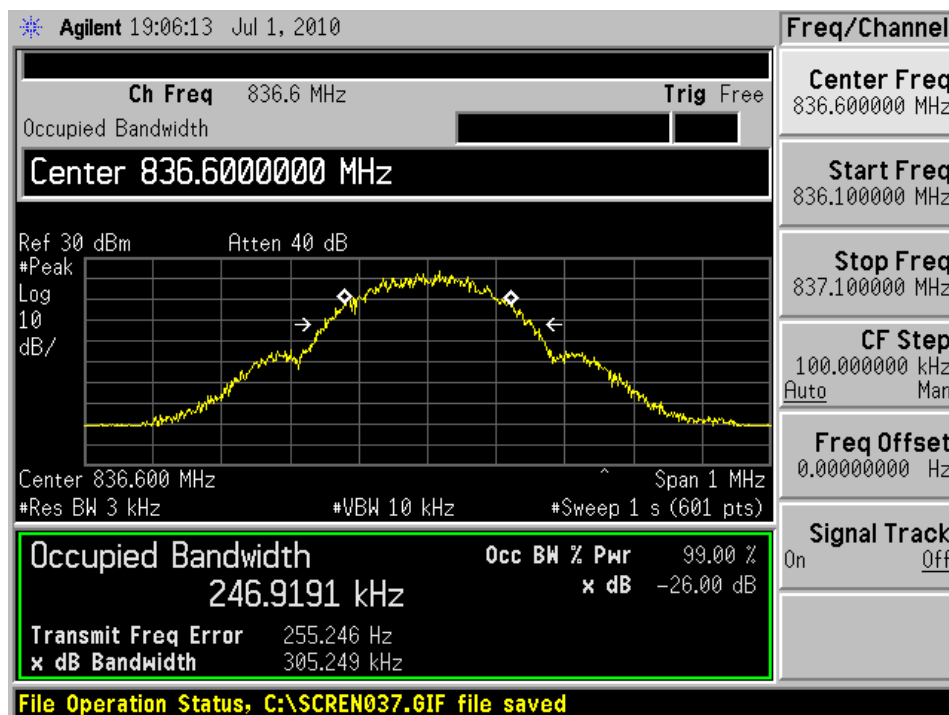 Agilent 19:06:13 Jul 1, 2010
Freq/Channel
Ch Freq 836.6 MHz
Trig Free
Occupied Bandwidth
Center 836.6000000 MHz
Ref 30 dBm
Atten 40 dB
#Peak
Log
10
dB/
Center 836.600 MHz
Span 1 MHz
#Res BW 3 kHz
#VBW 10 kHz
#Sweep 1 s (601 pts)
Occupied Bandwidth
246.9191 kHz
Occ BW % Pwr 99.00 %
x dB -26.00 dB
Transmit Freq Error 255.246 Hz
x dB Bandwidth 305.249 kHz
Center Freq
836.600000 MHz
Start Freq
836.100000 MHz
Stop Freq
837.100000 MHz
CF Step
100.000000 kHz
Auto Man
Freq Offset
0.00000000 Hz
Signal Track
On Off
File Operation Status, C:\SCREN037.GIF file saved